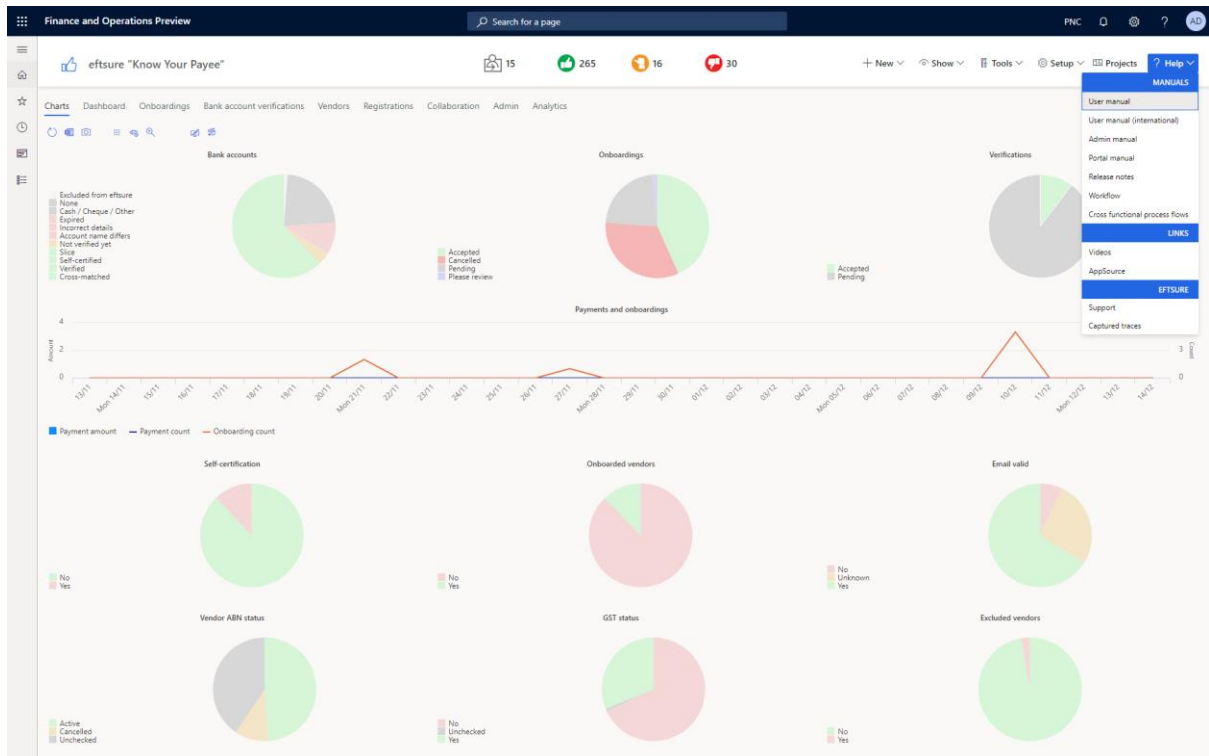 Finance and Operations Preview
Search for a page
PNC
?
AD
eftsure "Know Your Payee"
15
265
16
30
New
Show
Tools
Setup
Projects
? Help
MANUALS
User manual
User manual (international)
Admin manual
Portal manual
Release notes
Workflow
Cross functional process flows
LINKS
Videos
AppSource
EFTSURE
Support
Captured traces
Charts Dashboard Onboardings Bank account verifications Vendors Registrations Collaboration Admin Analytics
Bank accounts
Excluded from eftsure
None
Cash / Cheque / Other
Expired
Incorrect details
Account name differs
Not verified yet
Slice
Self-certified
Verified
Cross-matched
Onboardings
Accepted
Cancelled
Pending
Please review
Verifications
Accepted
Pending
Payments and onboardings
4
2
0
Amount
3
0
Count
13/11 Mon 14/11 15/11 16/11 17/11 18/11 19/11 20/11 Mon 21/11 22/11 23/11 24/11 25/11 26/11 27/11 Mon 28/11 29/11 30/11 01/12 02/12 03/12 04/12 Mon 05/12 06/12 07/12 08/12 09/12 10/12 11/12 Mon 12/12 13/12 14/12
Payment amount Payment count Onboarding count
Self-certification
No
Yes
Onboarded vendors
No
Yes
Email valid
No
Unknown
Yes
Vendor ABN status
Active
Cancelled
Unchecked
GST status
No
Unchecked
Yes
Excluded vendors
No
Yes